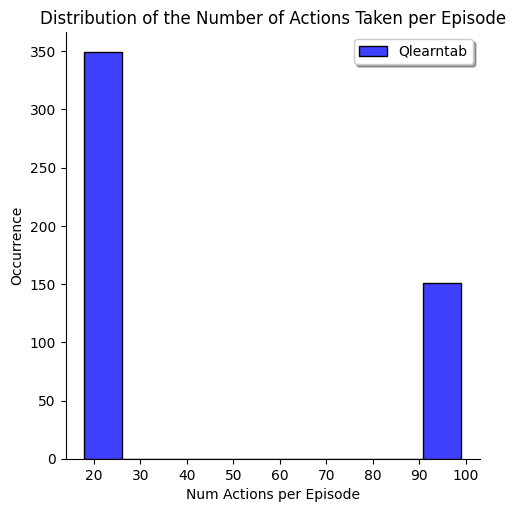 Distribution of the Number of Actions Taken per Episode
Qlearntab
350
300
250
200
150
100
50
0
Occurrence
20 30 40 50 60 70 80 90 100
Num Actions per Episode